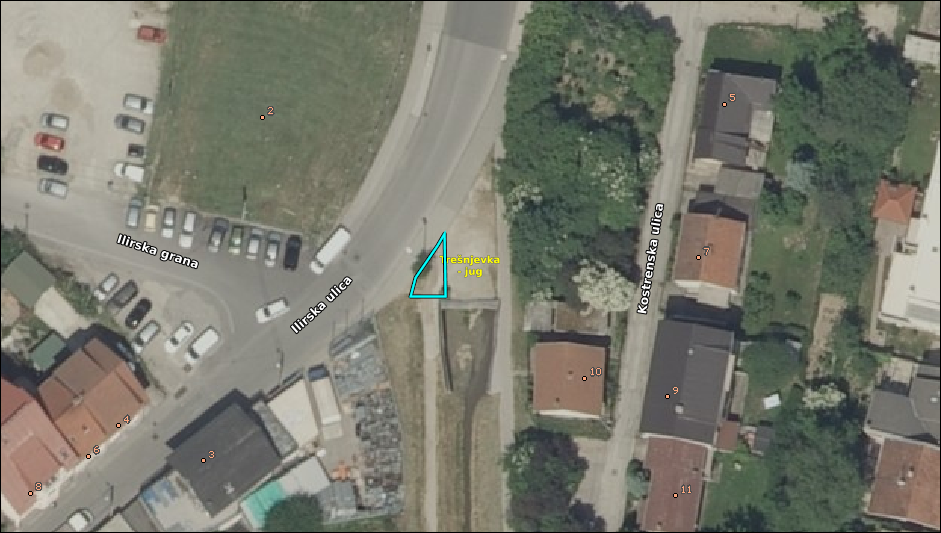 2
5
Ilirska grana
Ilirska ulica
Trešnjevka
- jug
Kostrenska ulica
7
10
9
4
6
3
8
11